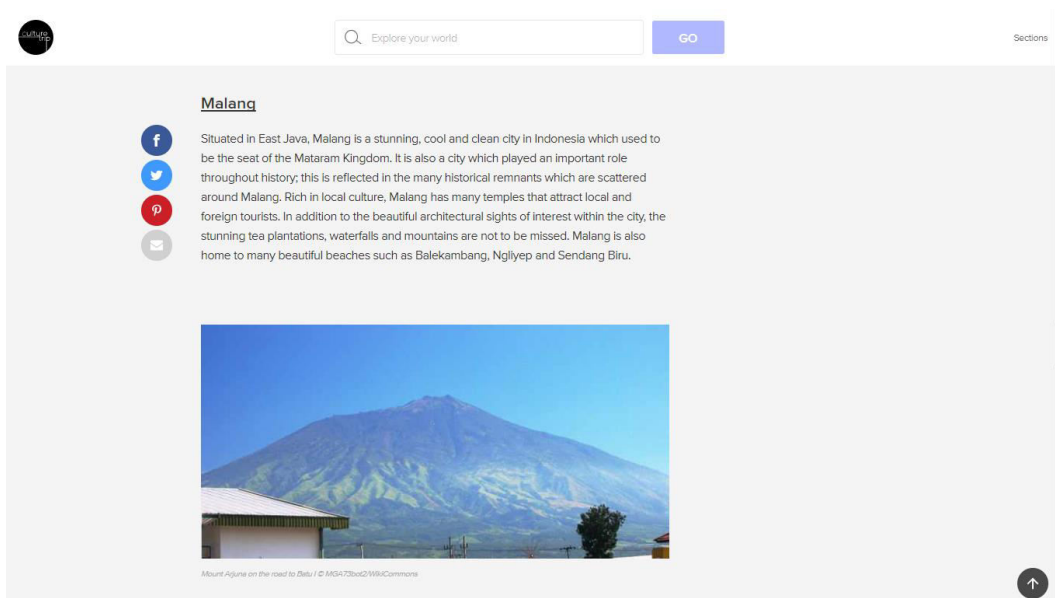 culture
trip
Explore your world
GO
Sections
Malang
Situated in East Java, Malang is a stunning, cool and clean city in Indonesia which used to
be the seat of the Mataram Kingdom. It is also a city which played an important role
throughout history; this is reflected in the many historical remnants which are scattered
around Malang. Rich in local culture, Malang has many temples that attract local and
foreign tourists. In addition to the beautiful architectural sights of interest within the city, the
stunning tea plantations, waterfalls and mountains are not to be missed. Malang is also
home to many beautiful beaches such as Balekambang, Ngliyep and Sendang Biru.
Mount Arjuna on the road to Batu I © MGA73bot2/WikiCommons